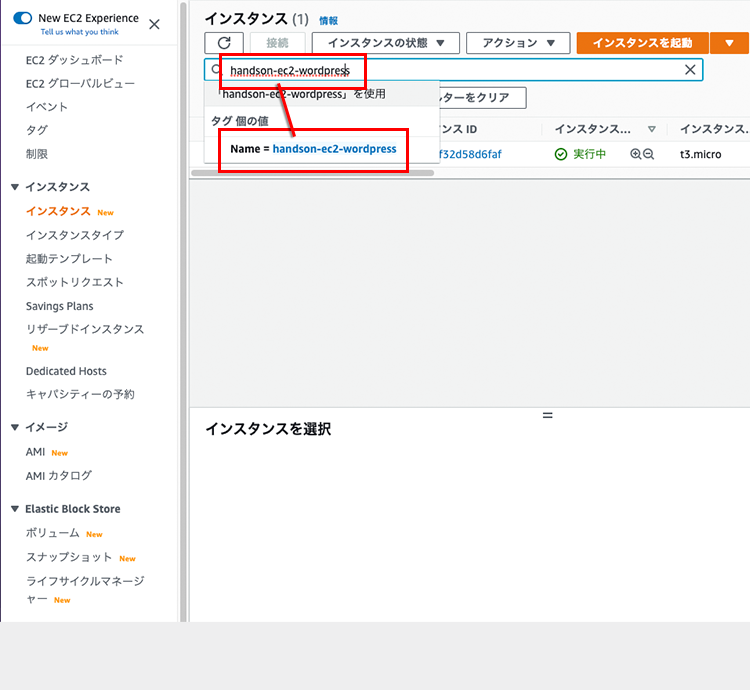 New EC2 Experience
Tell us what you think
EC2 ダッシュボード
EC2 グローバルビュー
イベント
タグ
制限
インスタンス
インスタンス New
インスタンスタイプ
起動テンプレート
スポットリクエスト
Savings Plans
リザーブドインスタンス
New
Dedicated Hosts
キャパシティーの予約
イメージ
AMI New
AMI カタログ
Elastic Block Store
ボリューム New
スナップショット New
ライフサイクルマネージ
ャー New
インスタンス (1) 情報
接続 インスタンスの状態 アクション インスタンスを起動
handson-ec2-wordpress
「handson-ec2-wordpress」を使用
ルターをクリア
タグ 個の値
Name = handson-ec2-wordpress
ンス ID インスタンス... インスタンス.
f32d58d6faf 実行中 t3.micro
インスタンスを選択